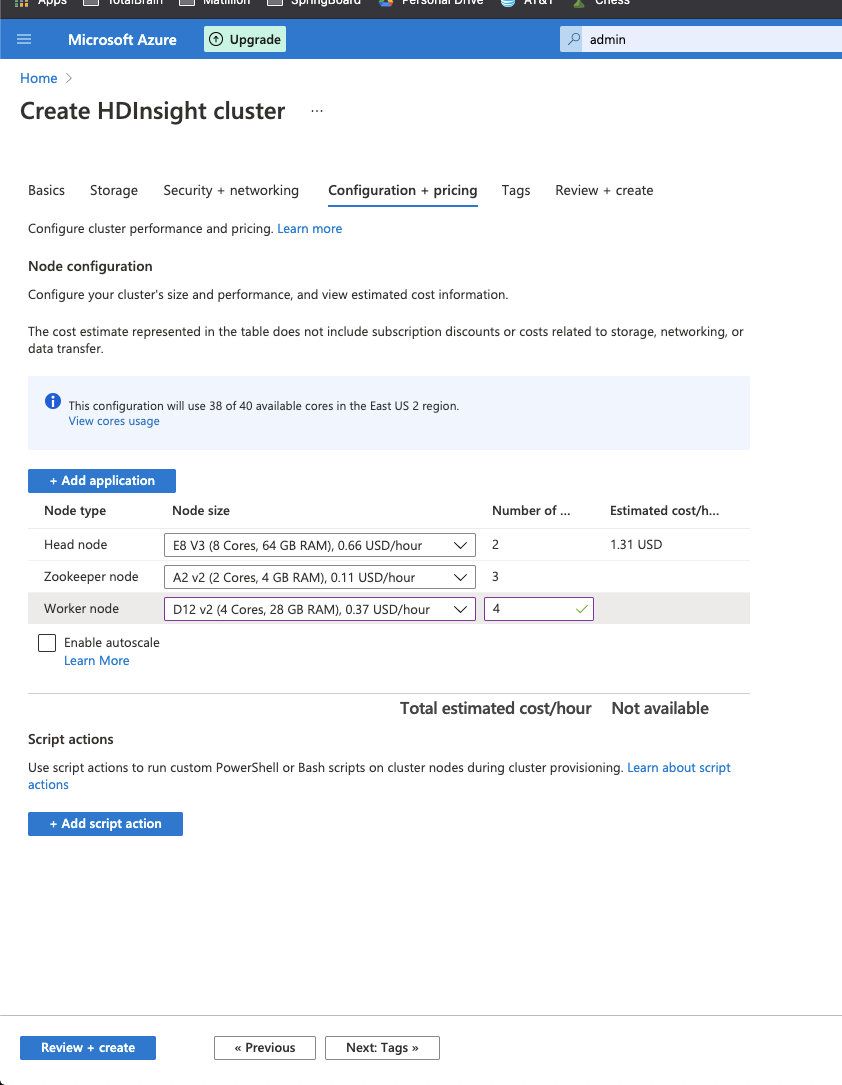 Apps TotalBrain Matillion SpringBoard Personal Drive AT&T Chess
Microsoft Azure Upgrade admin
Home >
Create HDInsight cluster ...
Basics Storage Security + networking Configuration + pricing Tags Review + create
Configure cluster performance and pricing. Learn more
Node configuration
Configure your cluster's size and performance, and view estimated cost information.
The cost estimate represented in the table does not include subscription discounts or costs related to storage, networking, or
data transfer.
This configuration will use 38 of 40 available cores in the East US 2 region.
View cores usage
+ Add application
Node type Node size Number of ... Estimated cost/h...
Head node E8 V3 (8 Cores, 64 GB RAM), 0.66 USD/hour 2 1.31 USD
Zookeeper node A2 v2 (2 Cores, 4 GB RAM), 0.11 USD/hour 3
Worker node D12 v2 (4 Cores, 28 GB RAM), 0.37 USD/hour 4
Enable autoscale
Learn More
Total estimated cost/hour Not available
Script actions
Use script actions to run custom PowerShell or Bash scripts on cluster nodes during cluster provisioning. Learn about script
actions
+ Add script action
Review + create « Previous Next: Tags »